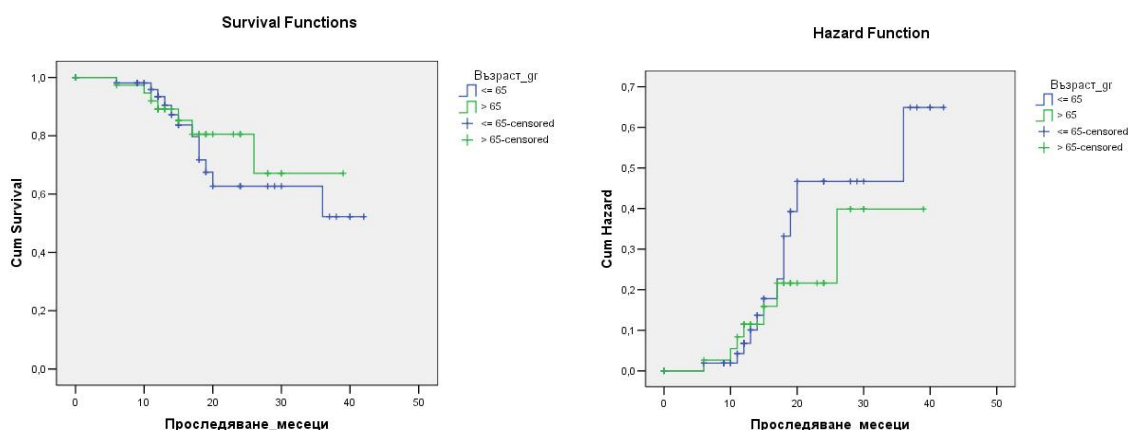 Survival Functions
1,0
0,8
0,6
0,4
0,2
0,0
Cum Survival
0
10
20
30
40
50
Проследяване_месеци
Възраст_gr
<= 65
> 65
<= 65-censored
> 65-censored
Hazard Function
0,7
0,6
0,5
0,4
0,3
0,2
0,1
0,0
Cum Hazard
0
10
20
30
40
50
Проследяване_месеци
Възраст_gr
<= 65
> 65
<= 65-censored
> 65-censored